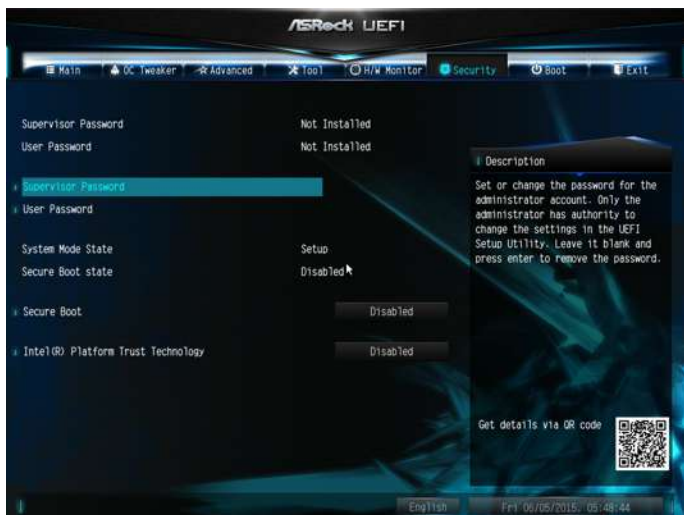 ASRock UEFI
Main OC Tweaker Advanced Tool H/W Monitor Security Boot Exit
Supervisor Password Not Installed
User Password Not Installed
Supervisor Password
User Password
System Mode State Setup
Secure Boot state Disabled
Secure Boot Disabled
Intel(R) Platform Trust Technology Disabled
Description
Set or change the password for the
administrator account. Only the
administrator has authority to
change the settings in the UEFI
Setup Utility. Leave it blank and
press enter to remove the password.
Get details via QR code
English Fri 06/05/2015, 05:48:44